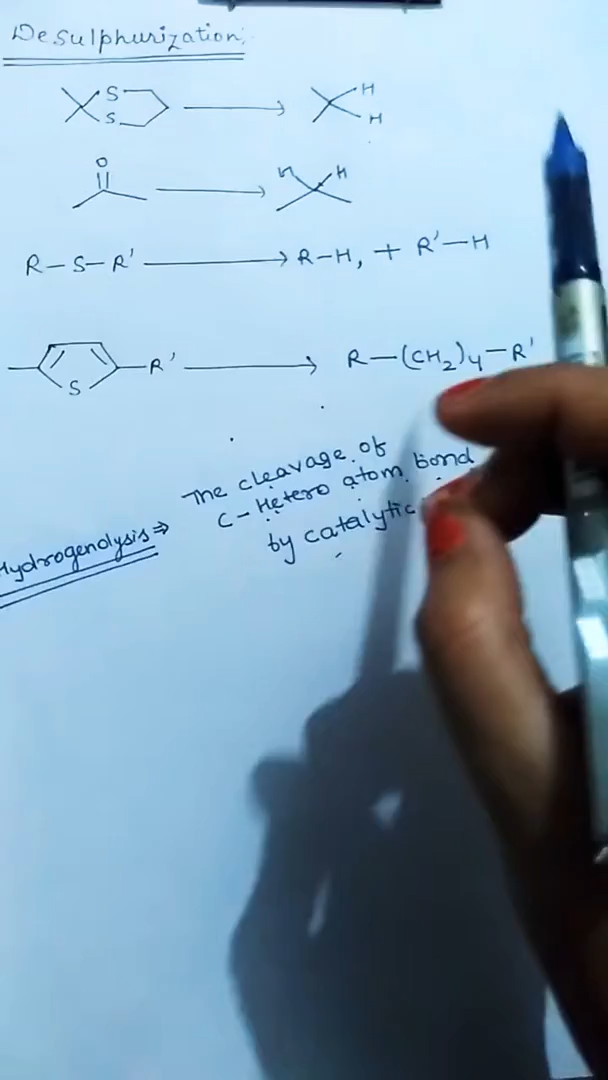 Desulphurization:
S
S
H
H
O
H H
R-S-R' → R-H, + R'-H
S -R' → R-(CH2)4-R'
The cleavage of
Hydrogenolysis ⇒ C-Hetero atom bond
by catalytic